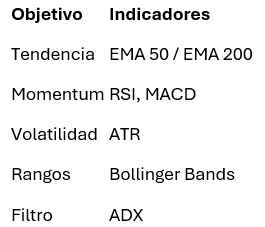 Objetivo Indicadores
Tendencia EMA 50 / EMA 200
Momentum RSI, MACD
Volatilidad ATR
Rangos Bollinger Bands
Filtro ADX